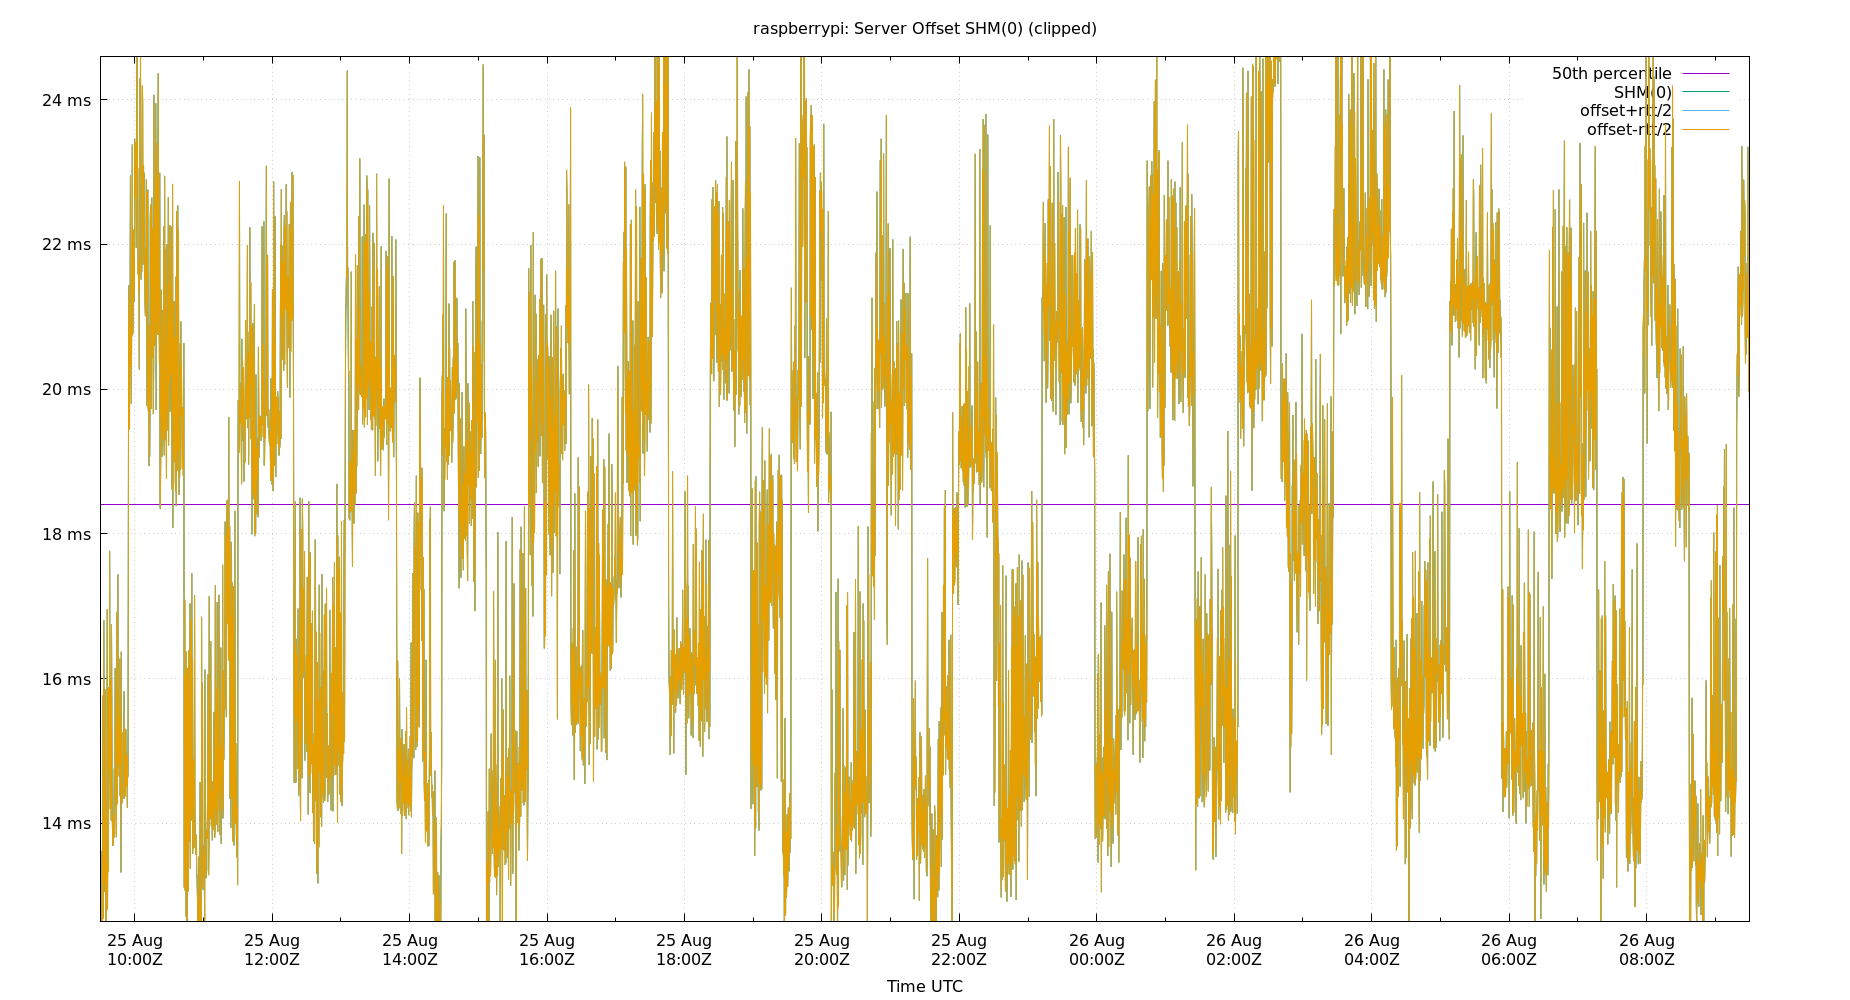 raspberrypi: Server Offset SHM(0) (clipped)
50th percentile
SHM(0)
offset+rtt/2
offset-rtt/2
24 ms
22 ms
20 ms
18 ms
16 ms
14 ms
25 Aug 25 Aug 25 Aug 25 Aug 25 Aug 25 Aug 25 Aug 26 Aug 26 Aug 26 Aug 26 Aug 26 Aug
10:00Z 12:00Z 14:00Z 16:00Z 18:00Z 20:00Z 22:00Z 00:00Z 02:00Z 04:00Z 06:00Z 08:00Z
Time UTC